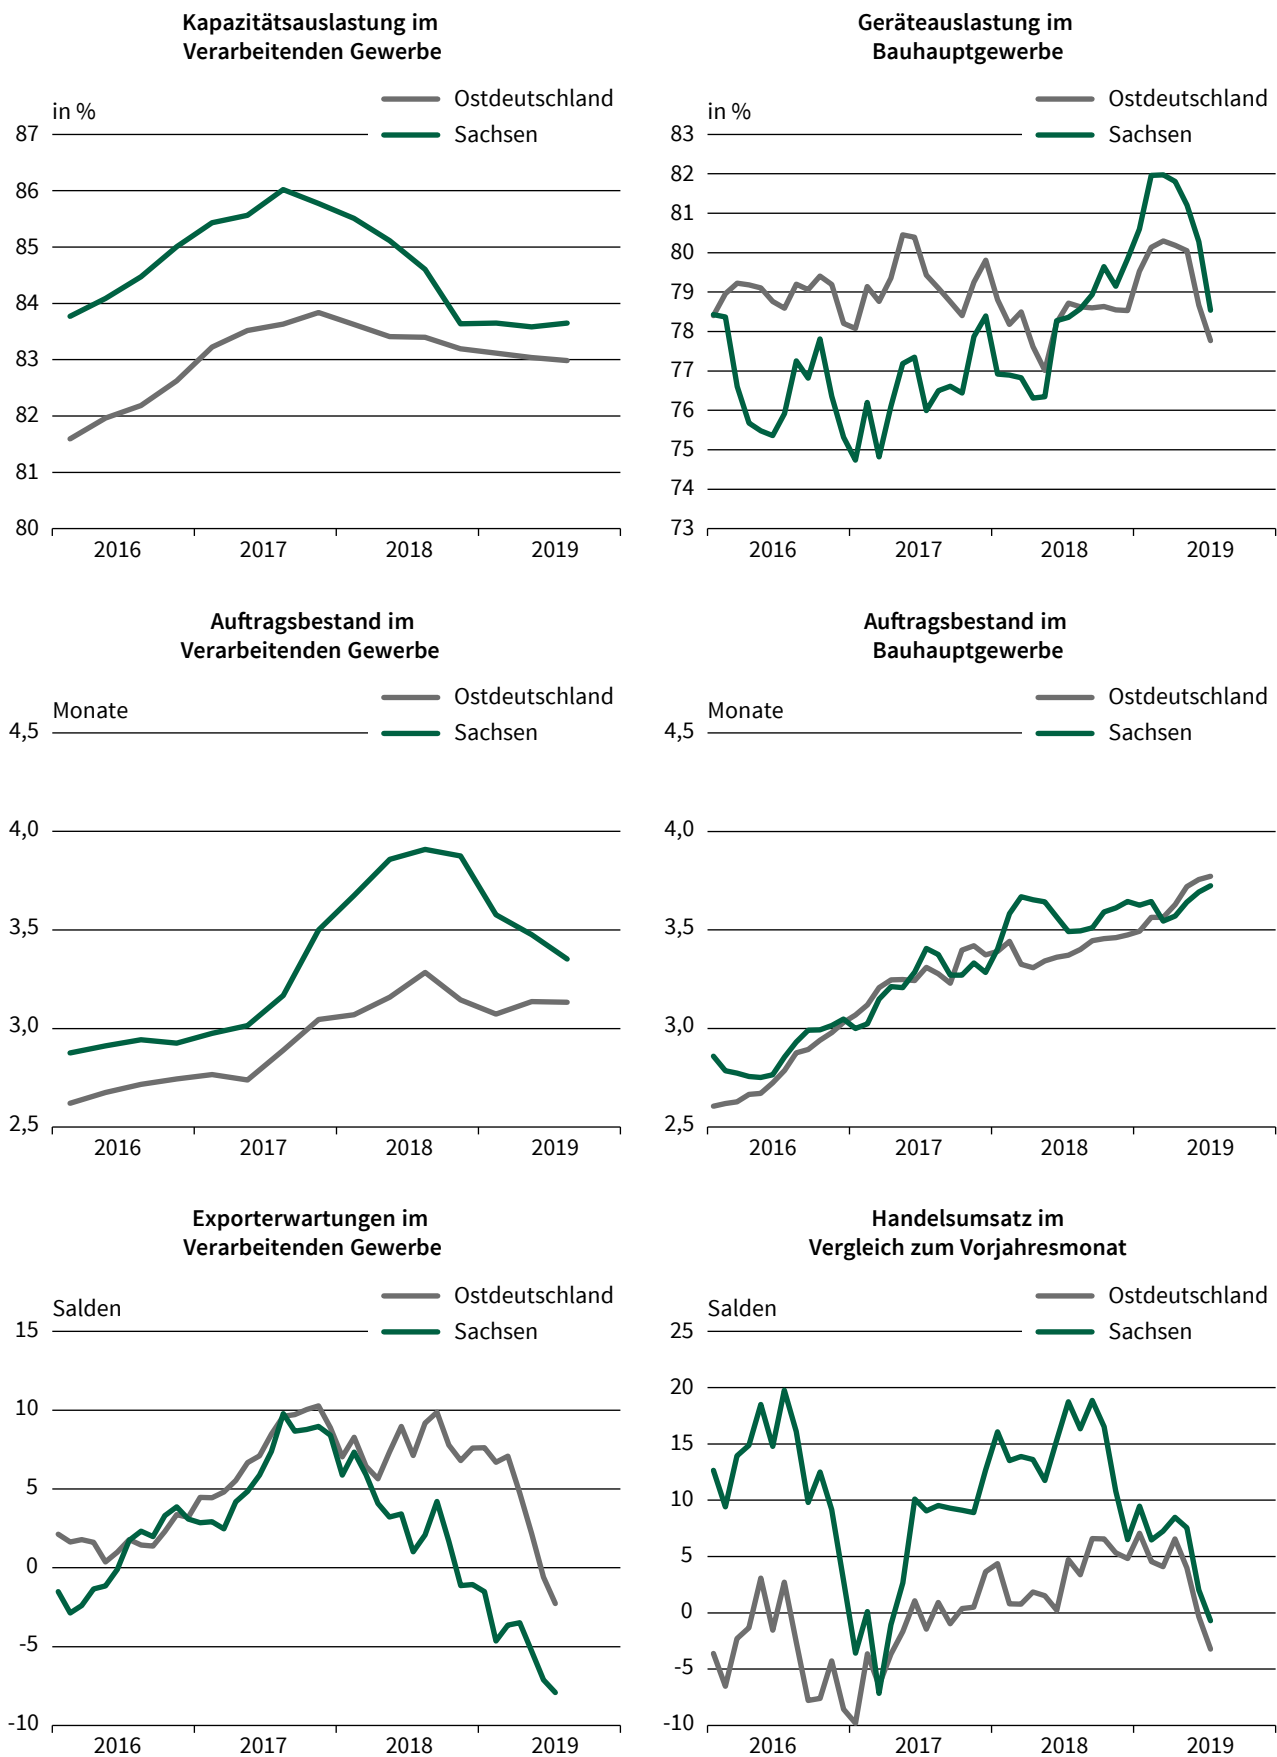 Kapazitätsauslastung im
Verarbeitenden Gewerbe
in %
Ostdeutschland
Sachsen
87
86
85
84
83
82
81
80
2016 2017 2018 2019
Geräteauslastung im
Bauhauptgewerbe
in %
Ostdeutschland
Sachsen
83
82
81
80
79
78
77
76
75
74
73
2016 2017 2018 2019
Auftragsbestand im
Verarbeitenden Gewerbe
Monate
Ostdeutschland
Sachsen
4,5
4,0
3,5
3,0
2,5
2016 2017 2018 2019
Auftragsbestand im
Bauhauptgewerbe
Monate
Ostdeutschland
Sachsen
4,5
4,0
3,5
3,0
2,5
2016 2017 2018 2019
Exporterwartungen im
Verarbeitenden Gewerbe
Salden
Ostdeutschland
Sachsen
15
10
5
0
-5
-10
2016 2017 2018 2019
Handelsumsatz im
Vergleich zum Vorjahresmonat
Salden
Ostdeutschland
Sachsen
25
20
15
10
5
0
-5
-10
2016 2017 2018 2019